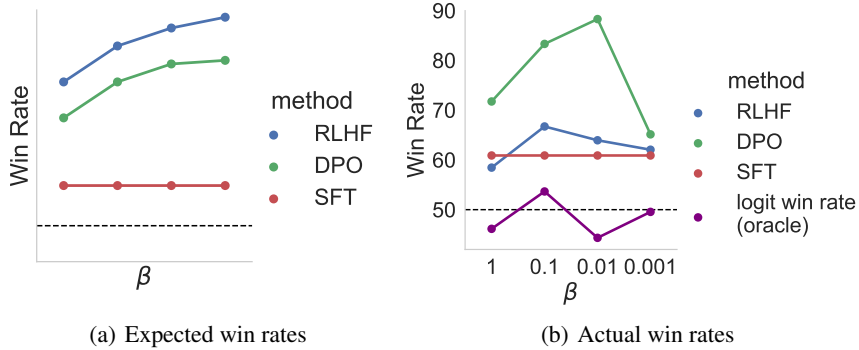 Win Rate
β
method
RLHF
DPO
SFT
(a) Expected win rates
Win Rate
90
80
70
60
50
1 0.1 0.01 0.001
β
method
RLHF
DPO
SFT
logit win rate
(oracle)
(b) Actual win rates